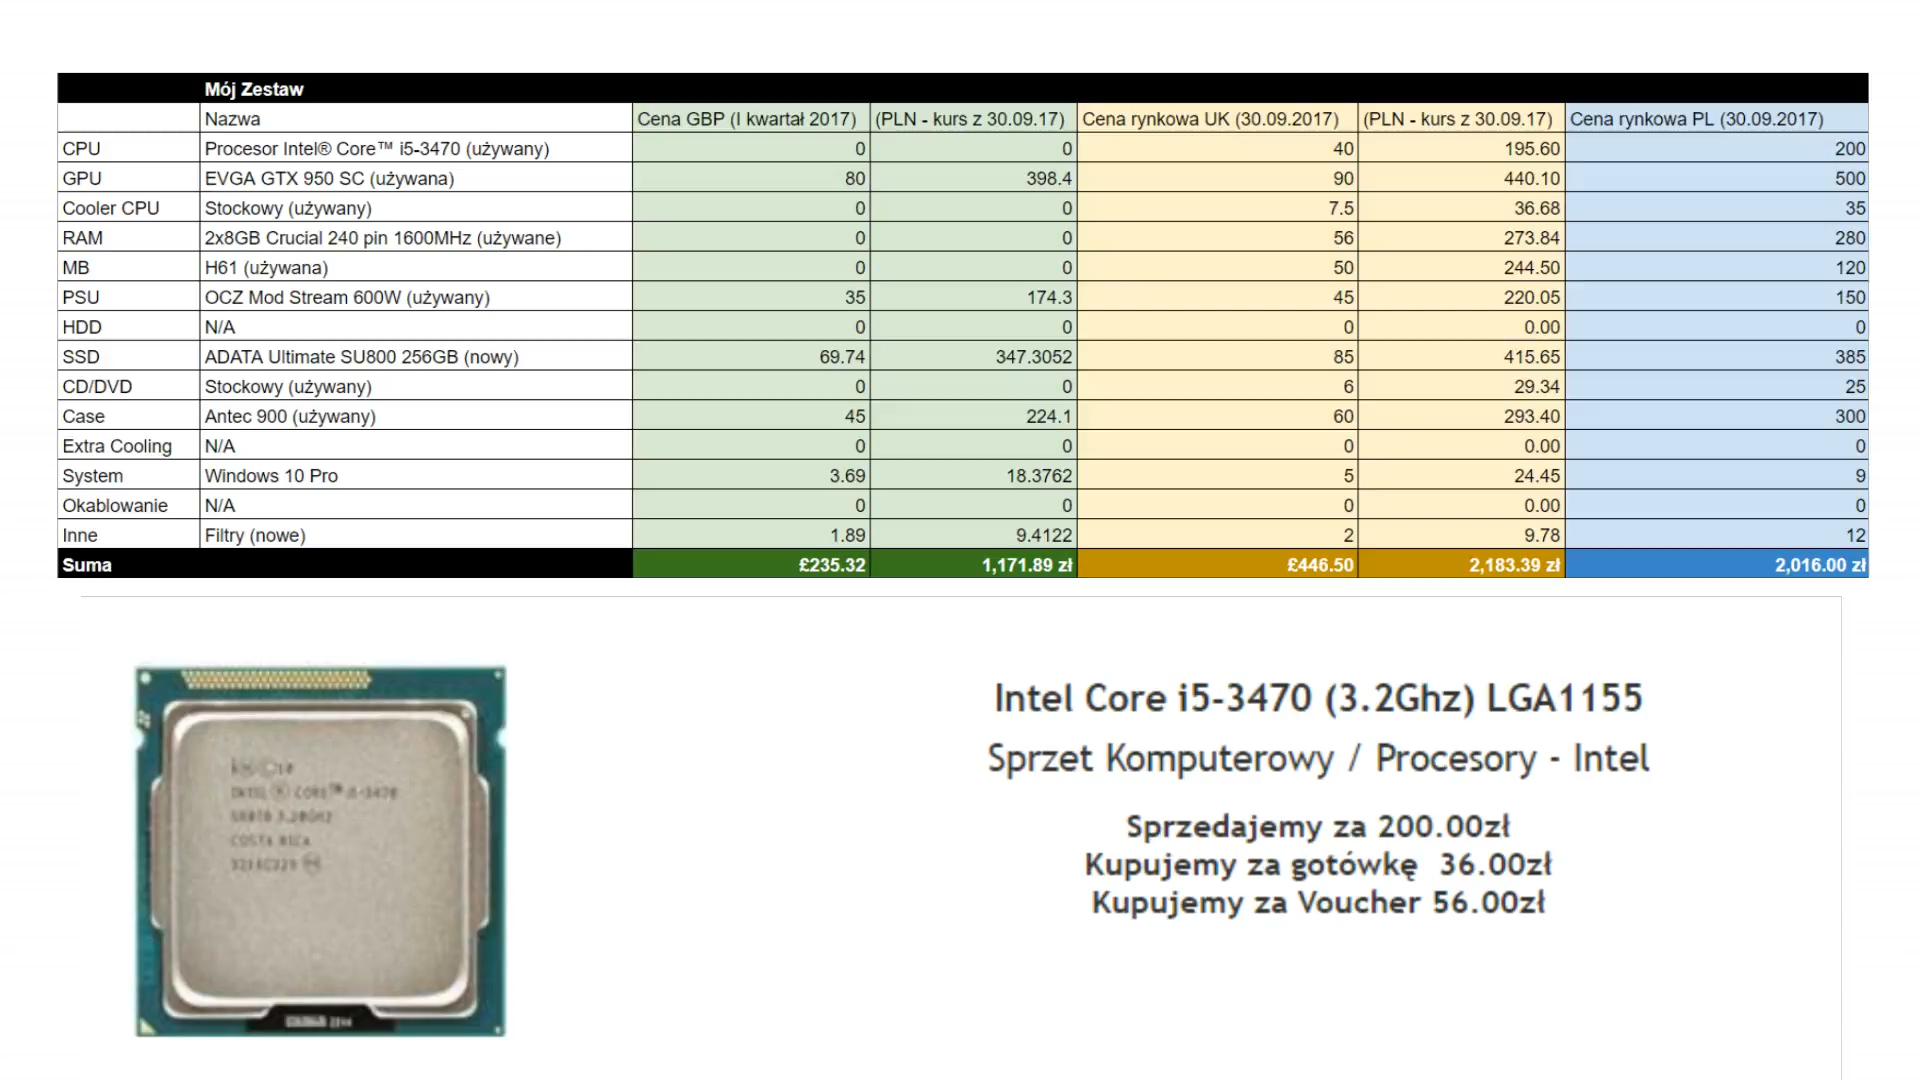 Mój Zestaw
Nazwa Cena GBP (I kwartał 2017) (PLN - kurs z 30.09.17) Cena rynkowa UK (30.09.2017) (PLN - kurs z 30.09.17) Cena rynkowa PL (30.09.2017)
CPU Procesor Intel® Core™ i5-3470 (używany) 0 0 40 195.60 200
GPU EVGA GTX 950 SC (używana) 80 398.4 90 440.10 500
Cooler CPU Stockowy (używany) 0 0 7.5 36.68 35
RAM 2x8GB Crucial 240 pin 1600MHz (używane) 0 0 56 273.84 280
MB H61 (używana) 0 0 50 244.50 120
PSU OCZ Mod Stream 600W (używany) 35 174.3 45 220.05 150
HDD N/A 0 0 0 0.00 0
SSD ADATA Ultimate SU800 256GB (nowy) 69.74 347.3052 85 415.65 385
CD/DVD Stockowy (używany) 0 0 6 29.34 25
Case Antec 900 (używany) 45 224.1 60 293.40 300
Extra Cooling N/A 0 0 0 0.00 0
System Windows 10 Pro 3.69 18.3762 5 24.45 9
Okablowanie N/A 0 0 0 0.00 0
Inne Filtry (nowe) 1.89 9.4122 2 9.78 12
Suma £235.32 1,171.89 zł £446.50 2,183.39 zł 2,016.00 zł
Intel Core i5-3470 (3.2Ghz) LGA1155
Sprzet Komputerowy / Procesory - Intel
Sprzedajemy za 200.00zł
Kupujemy za gotówkę 36.00zł
Kupujemy za Voucher 56.00zł
INTEL® CORE™ i5-3470
3.20GHZ
COSTA RICA